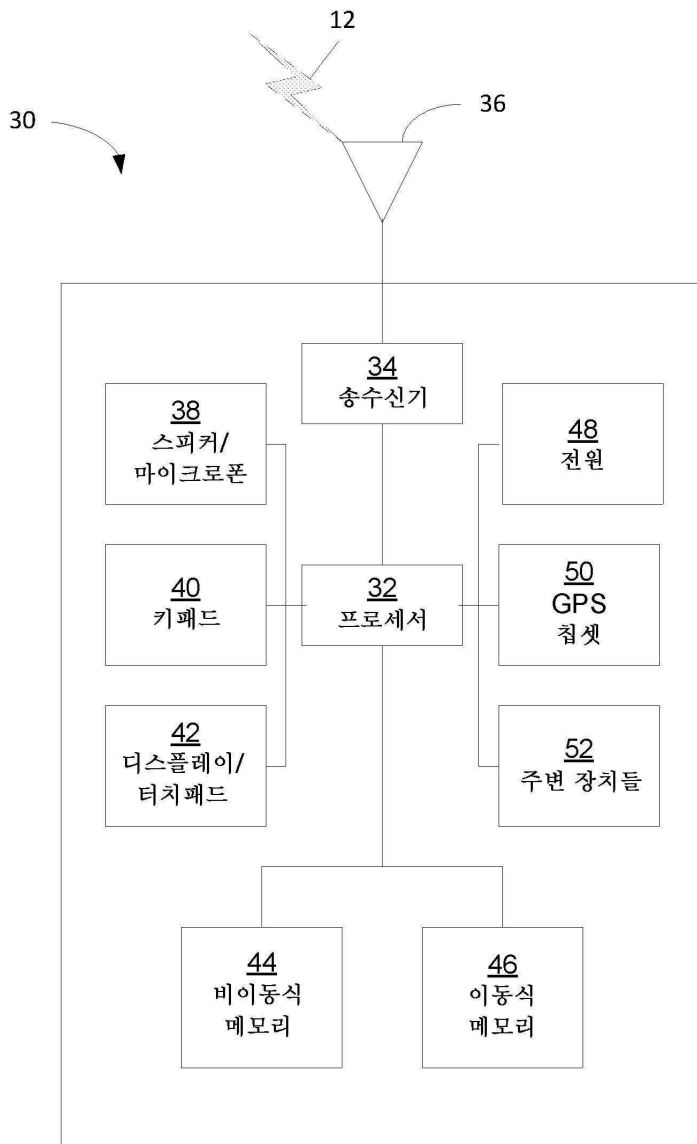 12
36
30
34
송수신기
38
스피커/
마이크로폰
48
전원
40
키패드
32
프로세서
50
GPS
칩셋
42
디스플레이/
터치패드
52
주변 장치들
44
비이동식
메모리
46
이동식
메모리